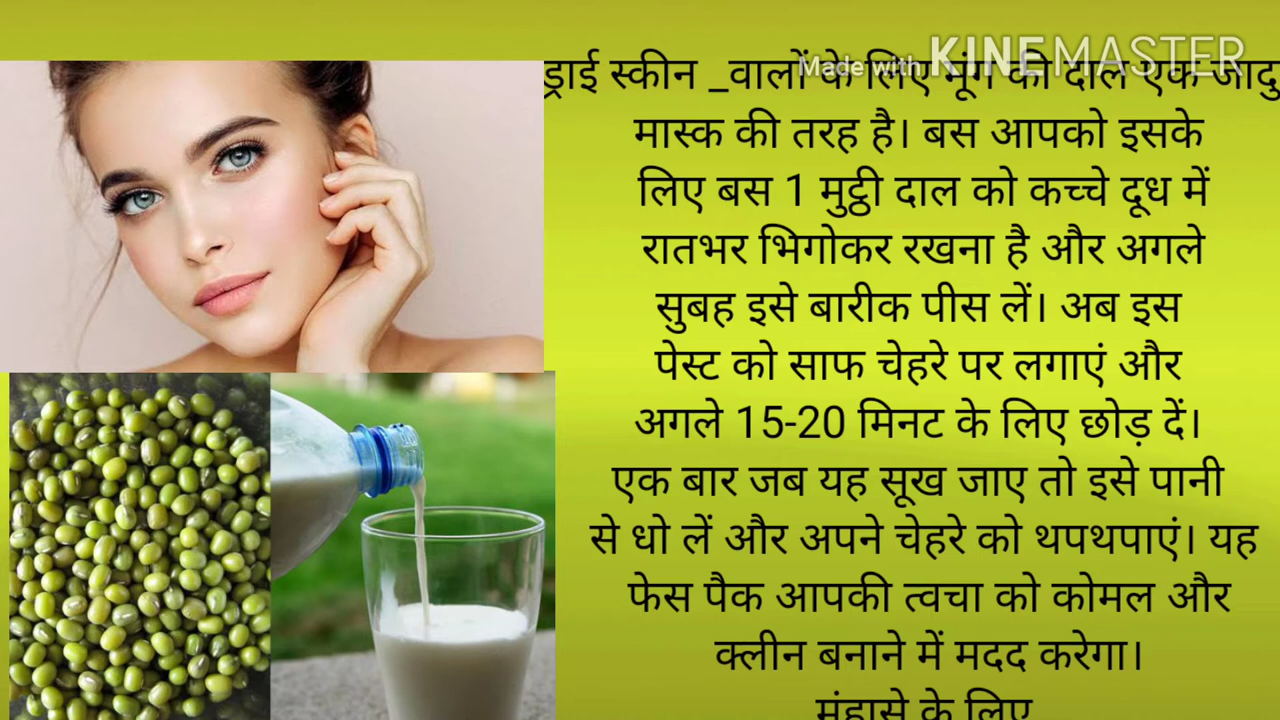 Made with KINEMASTER
ड्राई स्कीन _वालों के लिए मूंग की दाल एक जादु
मास्क की तरह है। बस आपको इसके
लिए बस 1 मुट्ठी दाल को कच्चे दूध में
रातभर भिगोकर रखना है और अगले
सुबह इसे बारीक पीस लें। अब इस
पेस्ट को साफ चेहरे पर लगाएं और
अगले 15-20 मिनट के लिए छोड़ दें।
एक बार जब यह सूख जाए तो इसे पानी
से धो लें और अपने चेहरे को थपथपाएं। यह
फेस पैक आपकी त्वचा को कोमल और
क्लीन बनाने में मदद करेगा।
मुंहासे के लिए